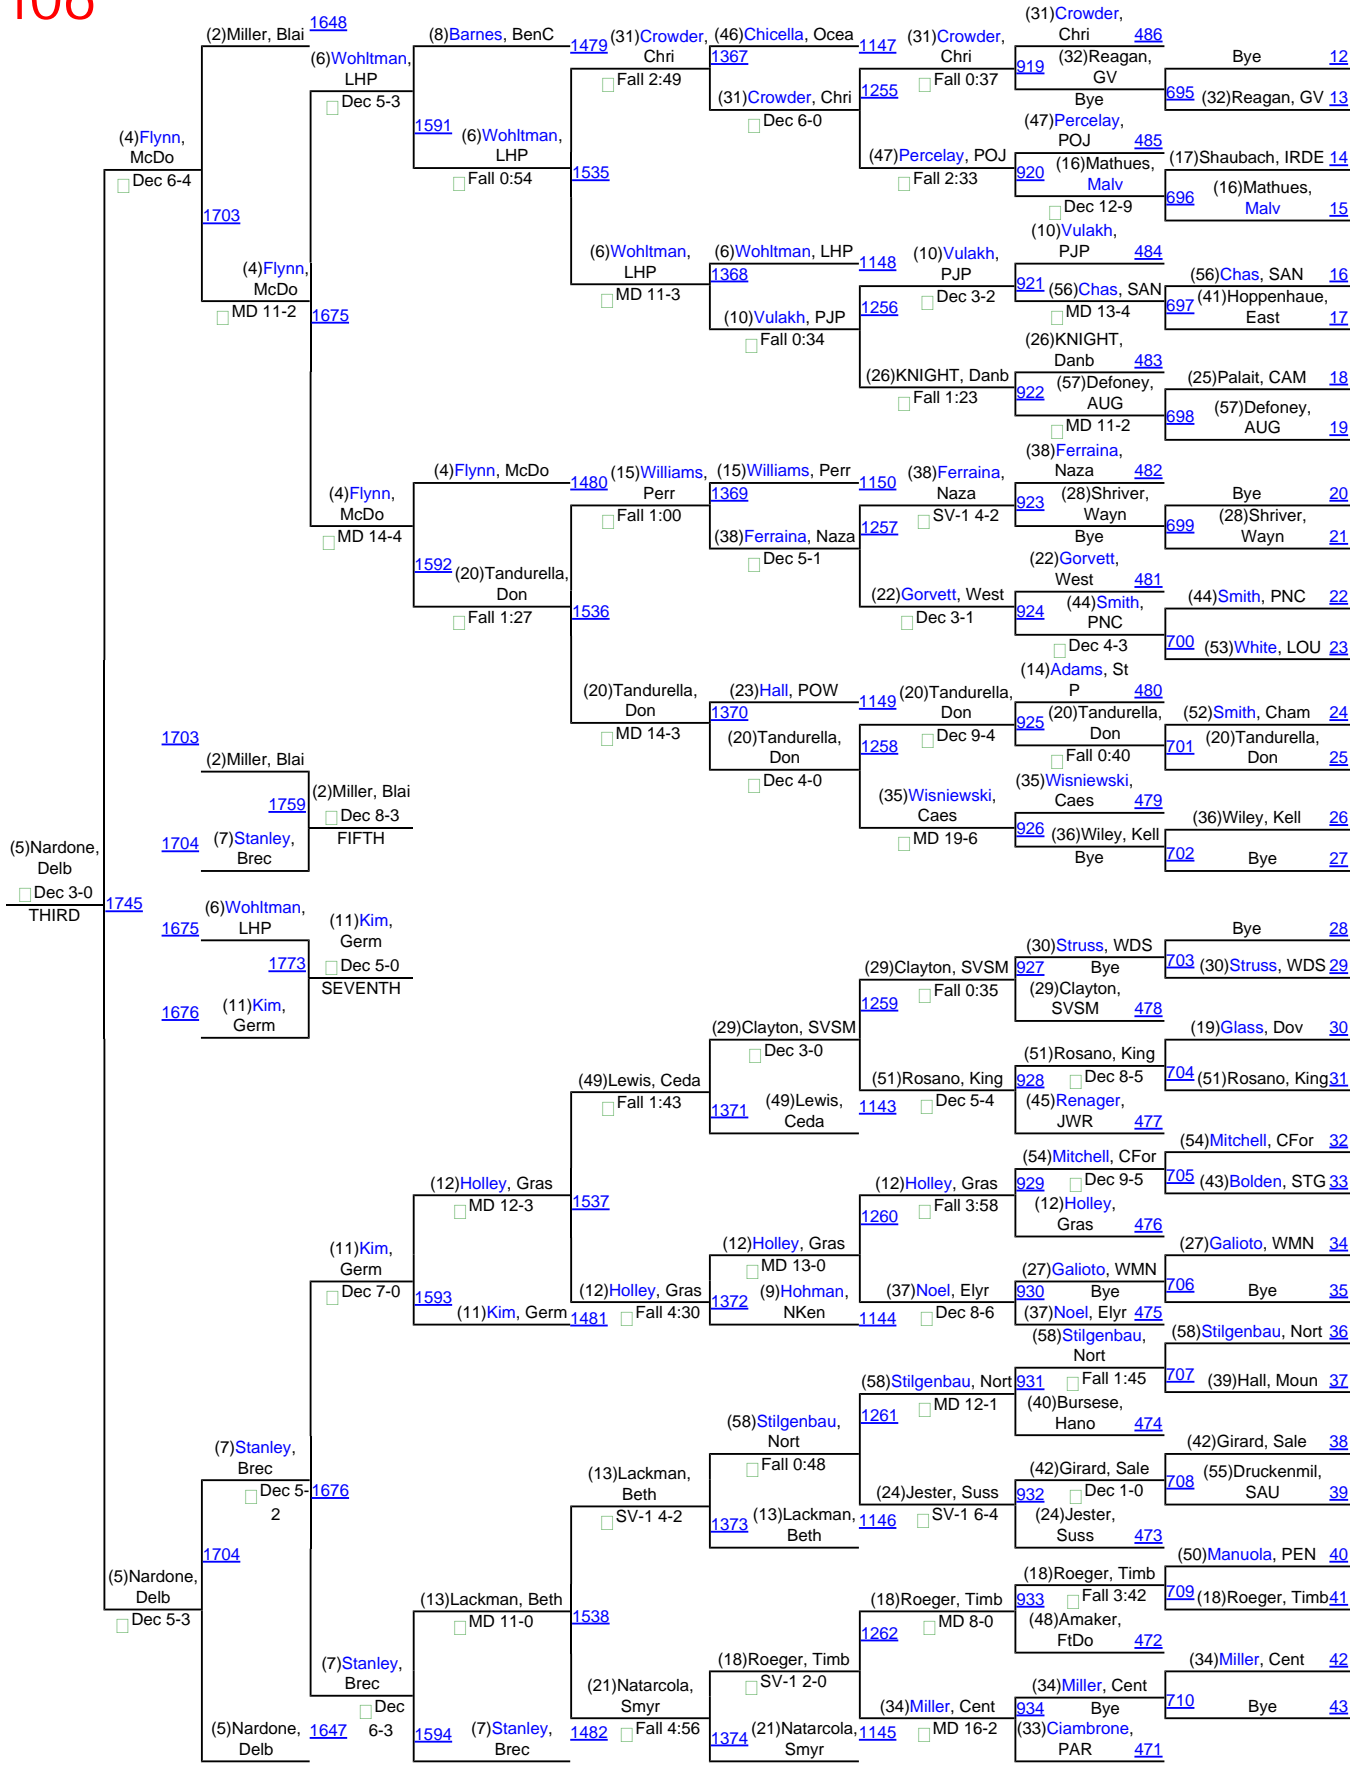 106
(2)Miller, Blai
1648
(6)Wohltman,
LHP
Dec 5-3
(8)Barnes, BenC
1479
(31)Crowder,
Chri
Fall 2:49
(46)Chicella, Ocea
1367
1147
(31)Crowder,
Chri
Fall 0:37
(31)Crowder,
Chri
486
919
(32)Reagan,
GV
Bye
Bye
12
695
(32)Reagan, GV
13
(31)Crowder, Chri
Dec 6-0
1255
(47)Percelay,
POJ
485
(4)Flynn,
McDo
Dec 6-4
1591
(6)Wohltman,
LHP
Fall 0:54
1535
(47)Percelay, POJ
Fall 2:33
920
(16)Mathues,
Malv
Dec 12-9
(17)Shaubach, IRDE
14
696
(16)Mathues,
Malv
15
1703
(4)Flynn,
McDo
MD 11-2
1675
(6)Wohltman,
LHP
MD 11-3
(6)Wohltman, LHP
1368
1148
(10)Vulakh,
PJP
Dec 3-2
(10)Vulakh,
PJP
484
921
(56)Chas, SAN
MD 13-4
(56)Chas, SAN
16
697
(41)Hoppenhaue,
East
17
(10)Vulakh, PJP
Fall 0:34
1256
(26)KNIGHT, Danb
Fall 1:23
(26)KNIGHT,
Danb
483
922
(57)Defoney,
AUG
MD 11-2
(25)Palait, CAM
18
698
(57)Defoney,
AUG
19
(4)Flynn,
McDo
MD 14-4
(4)Flynn, McDo
1480
(15)Williams,
Perr
Fall 1:00
(15)Williams, Perr
1369
1150
(38)Ferraina,
Naza
SV-1 4-2
(38)Ferraina,
Naza
482
923
(28)Shriver,
Wayn
Bye
Bye
20
699
(28)Shriver,
Wayn
21
(38)Ferraina, Naza
Dec 5-1
1257
1592
(20)Tandurella,
Don
Fall 1:27
1536
(22)Gorvett, West
Dec 3-1
(22)Gorvett,
West
481
924
(44)Smith,
PNC
Dec 4-3
(44)Smith, PNC
22
700
(53)White, LOU
23
(20)Tandurella,
Don
MD 14-3
(23)Hall, POW
1370
1149
(20)Tandurella,
Don
Dec 9-4
(14)Adams, St
P
480
925
(20)Tandurella,
Don
Fall 0:40
(52)Smith, Cham
24
701
(20)Tandurella,
Don
25
(20)Tandurella,
Don
Dec 4-0
1258
(35)Wisniewski,
Caes
MD 19-6
(35)Wisniewski,
Caes
479
926
(36)Wiley, Kell
Bye
(36)Wiley, Kell
26
702
Bye
27
1703
(2)Miller, Blai
1759
(2)Miller, Blai
Dec 8-3
FIFTH
1704
(7)Stanley,
Brec
(5)Nardone,
Delb
Dec 3-0
THIRD
1745
1675
(6)Wohltman,
LHP
1773
(11)Kim,
Germ
Dec 5-0
SEVENTH
1676
(11)Kim,
Germ
(29)Clayton, SVSM
Dec 3-0
1259
(29)Clayton, SVSM
Fall 0:35
(30)Struss, WDS
927
Bye
(29)Clayton,
SVSM
478
Bye
28
703
(30)Struss, WDS
29
(49)Lewis, Ceda
Fall 1:43
1371
(49)Lewis,
Ceda
1143
(51)Rosano, King
Dec 5-4
(51)Rosano, King
928
Dec 8-5
(45)Renager,
JWR
477
(19)Glass, Dov
30
704
(51)Rosano, King
31
(12)Holley, Gras
MD 12-3
1537
(12)Holley, Gras
Fall 3:58
1260
(54)Mitchell, CFor
929
Dec 9-5
(12)Holley,
Gras
476
(54)Mitchell, CFor
32
705
(43)Bolden, STG
33
(11)Kim,
Germ
Dec 7-0
1593
(11)Kim, Germ
1481
(12)Holley, Gras
Fall 4:30
(12)Holley, Gras
MD 13-0
1372
(9)Hohman,
NKen
1144
(37)Noel, Elyr
Dec 8-6
(27)Galioto, WMN
930
Bye
(37)Noel, Elyr
475
(27)Galioto, WMN
34
706
Bye
35
(58)Stilgenbau, Nort
MD 12-1
1261
(58)Stilgenbau,
Nort
931
Fall 1:45
(40)Bursese,
Hano
474
(58)Stilgenbau, Nort
36
707
(39)Hall, Moun
37
(7)Stanley,
Brec
Dec 5-
2
1676
(13)Lackman,
Beth
SV-1 4-2
(58)Stilgenbau,
Nort
Fall 0:48
1373
(13)Lackman,
Beth
1146
(24)Jester, Suss
SV-1 6-4
(42)Girard, Sale
932
Dec 1-0
(24)Jester,
Suss
473
(42)Girard, Sale
38
708
(55)Druckenmil,
SAU
39
1704
(5)Nardone,
Delb
Dec 5-3
(13)Lackman, Beth
MD 11-0
1538
(18)Roeger, Timb
MD 8-0
1262
(18)Roeger, Timb
933
Fall 3:42
(48)Amaker,
FtDo
472
(50)Manuola, PEN
40
709
(18)Roeger, Timb
41
(7)Stanley,
Brec
Dec
6-3
(21)Natarcola,
Smyr
Fall 4:56
(18)Roeger, Timb
SV-1 2-0
(34)Miller, Cent
MD 16-2
(34)Miller, Cent
934
Bye
(33)Ciambrone,
PAR
471
(34)Miller, Cent
42
710
Bye
43
(5)Nardone,
Delb
1647
1594
(7)Stanley,
Brec
1482
1374
(21)Natarcola,
Smyr
1145